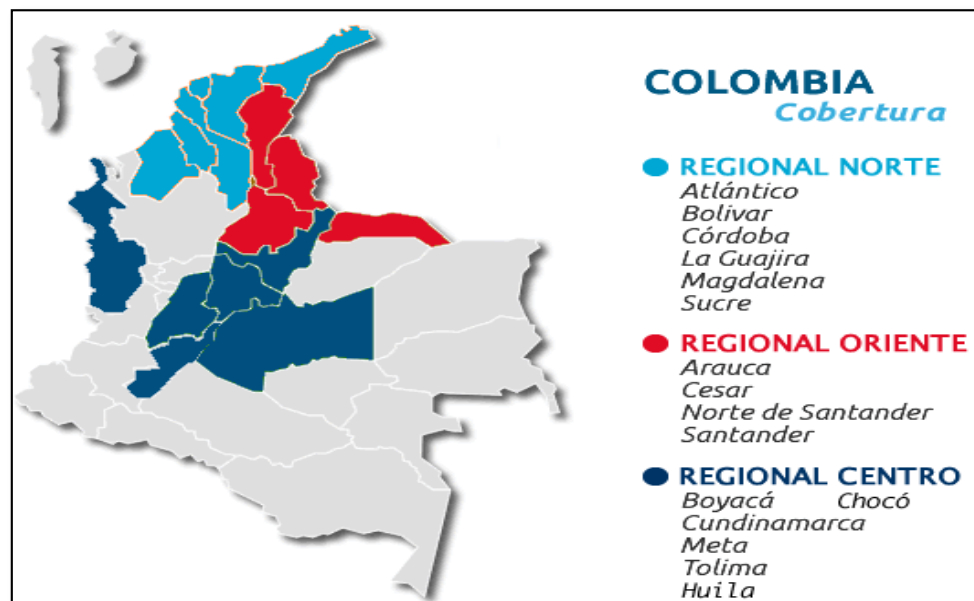 COLOMBIA
Cobertura
REGIONAL NORTE
Atlántico
Bolivar
Córdoba
La Guajira
Magdalena
Sucre
REGIONAL ORIENTE
Arauca
Cesar
Norte de Santander
Santander
REGIONAL CENTRO
Boyacá Chocó
Cundinamarca
Meta
Tolima
Huila